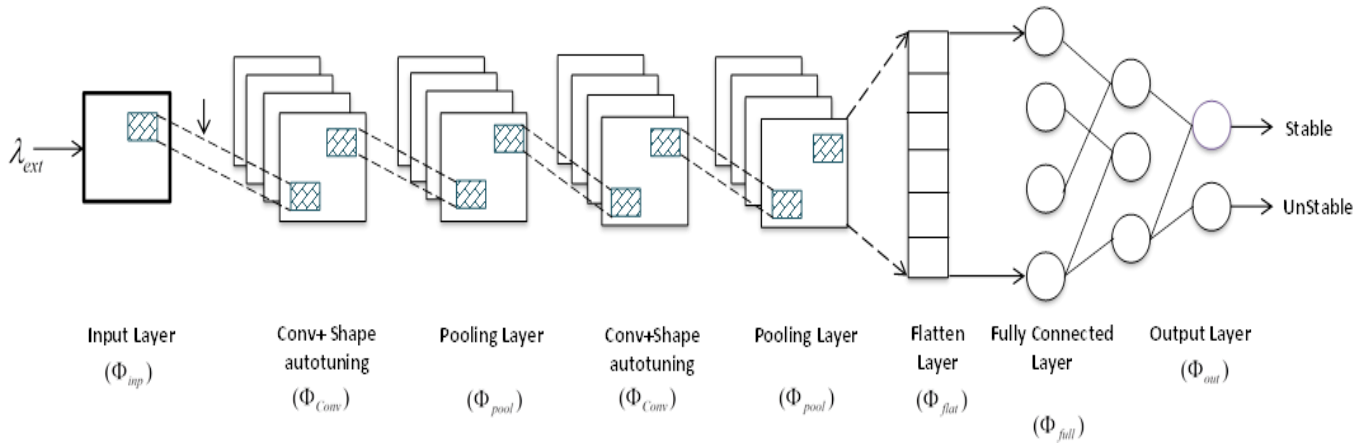 λext
Stable
UnStable
Input Layer
(Φinp)
Conv+ Shape
autotuning
(ΦConv)
Pooling Layer
(Φpool)
Conv+Shape
autotuning
(ΦConv)
Pooling Layer
(Φpool)
Flatten
Layer
(Φflat)
Fully Connected
Layer
(Φfull)
Output Layer
(Φout)